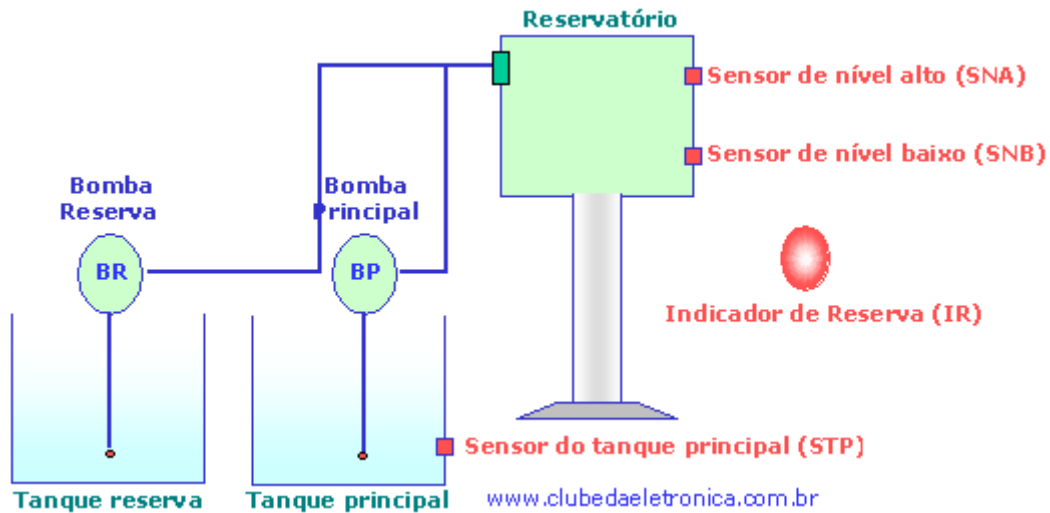 Reservatório
Sensor de nível alto (SNA)
Sensor de nível baixo (SNB)
Bomba
Reserva
Bomba
Principal
BR
BP
Indicador de Reserva (IR)
Sensor do tanque principal (STP)
Tanque reserva
Tanque principal
www.clubedaeletronica.com.br